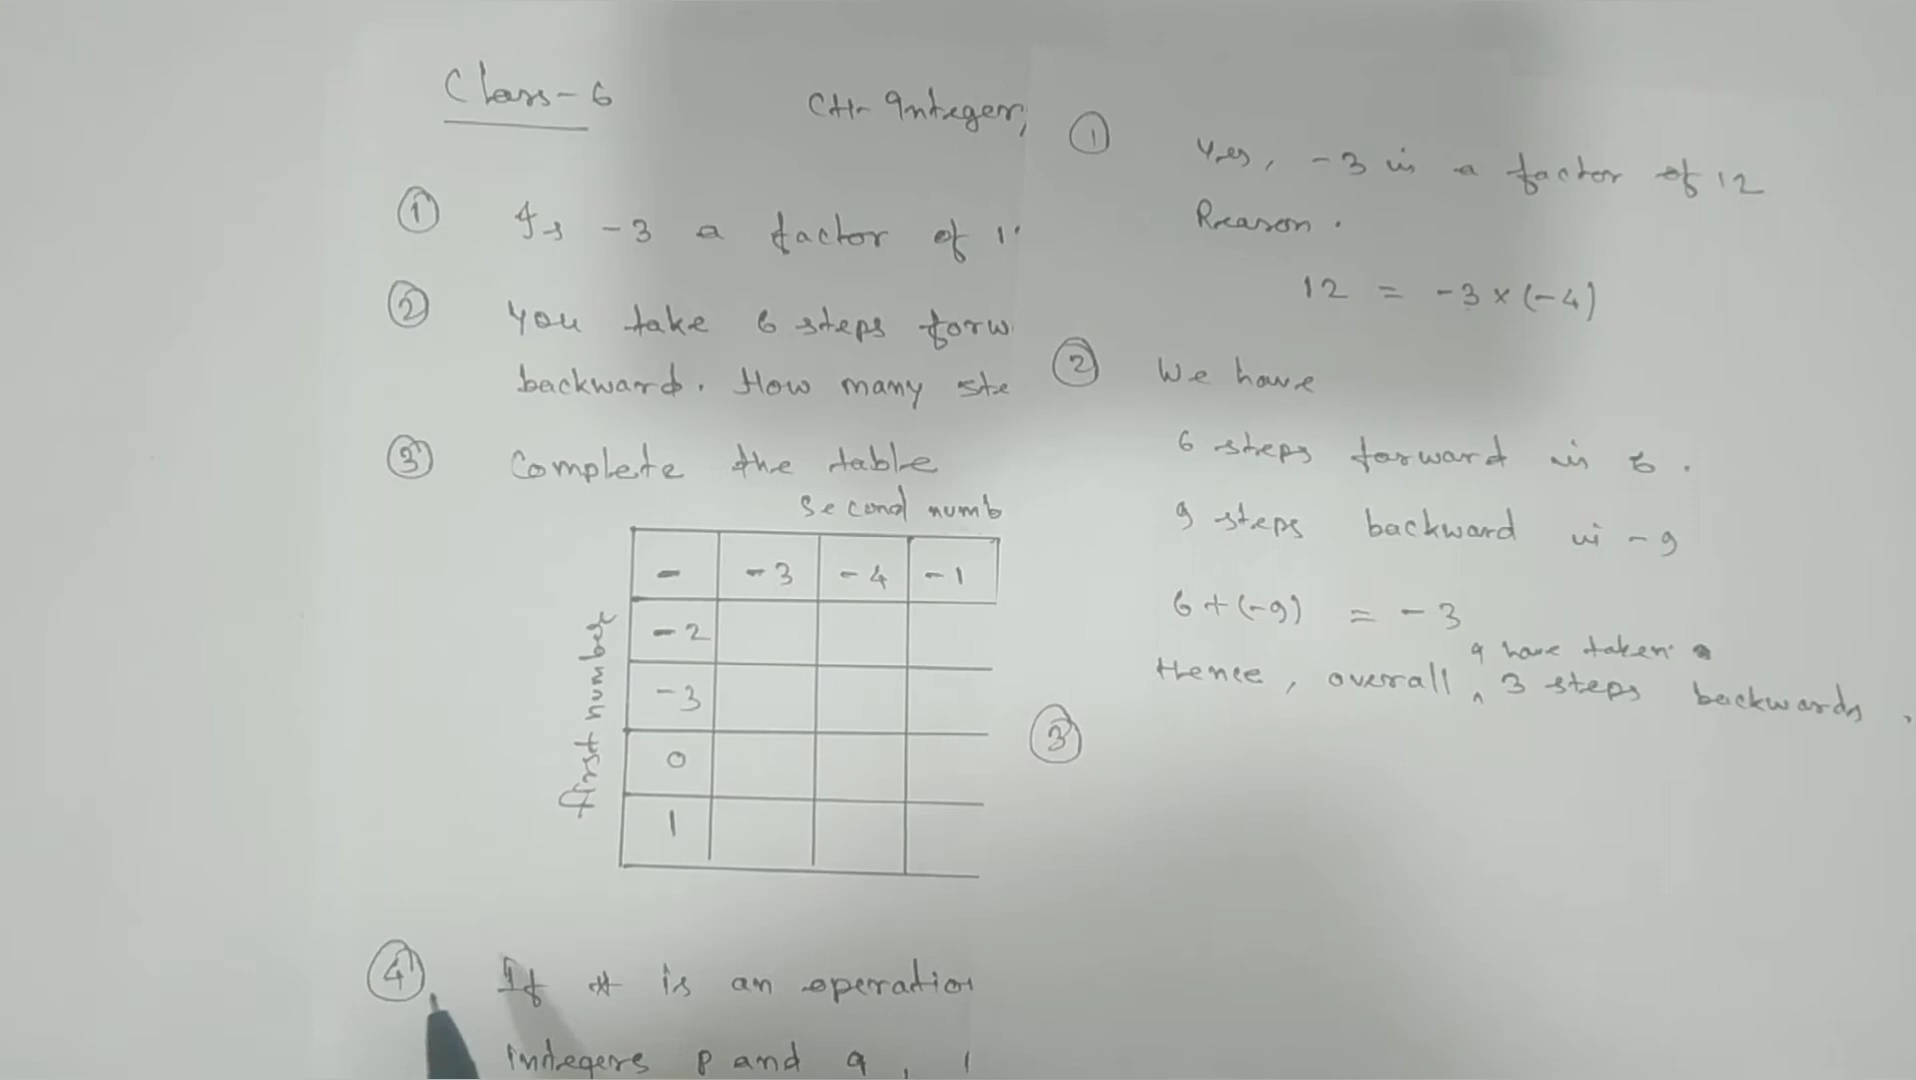 Class-6
CH- Integer,
① Is -3 a factor of 1
② You take 6 steps forw
backward. How many ste
③ Complete the table
Second numb
- -3 -4 -1
-2
-3
0
1
first number
④ If * is an operation
integers p and q,
① Yes, -3 is a factor of 12
Reason.
12 = -3 × (-4)
② We have
6 steps forward is 6.
9 steps backward is -9
6 + (-9) = -3
I have taken
Hence, overall ‸ 3 steps backwards.
③